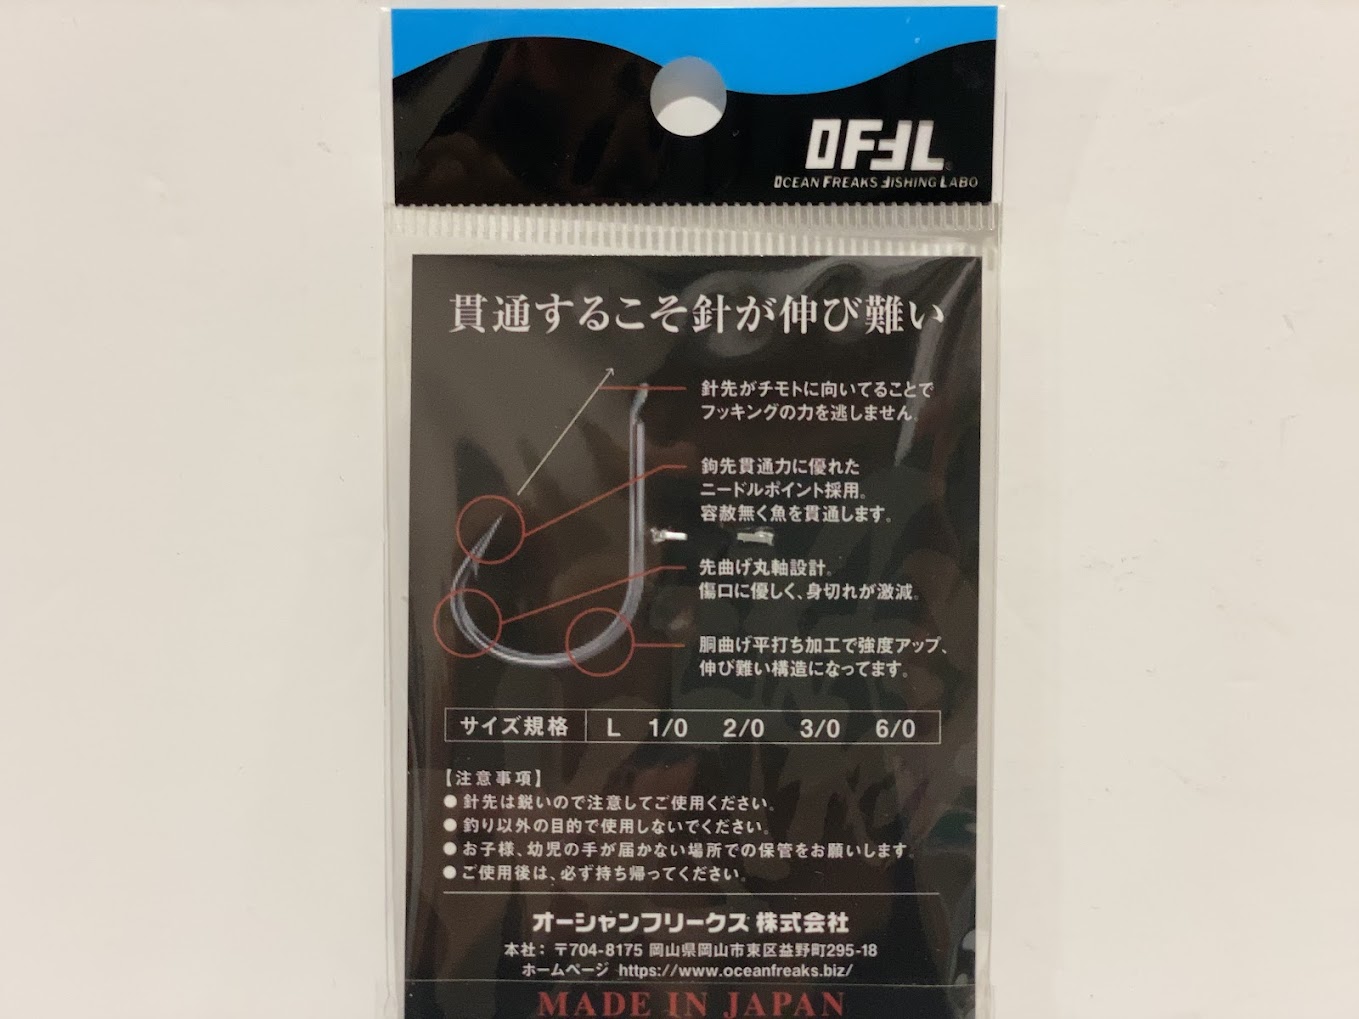 OFFL
OCEAN FREAKS FISHING LABO
貫通するこそ針が伸び難い
針先がチモトに向いてることで
フッキングの力を逃しません。
鉤先貫通力に優れた
ニードルポイント採用。
容赦無く魚を貫通します。
先曲げ丸軸設計。
傷口に優しく、身切れが激減。
胴曲げ平打ち加工で強度アップ、
伸び難い構造になってます。
サイズ規格 L 1/0 2/0 3/0 6/0
【注意事項】
●針先は鋭いので注意してご使用ください。
●釣り以外の目的で使用しないでください。
●お子様、幼児の手が届かない場所での保管をお願いします。
●ご使用後は、必ず持ち帰ってください。
オーシャンフリークス 株式会社
本社：〒704-8175 岡山県岡山市東区益野町295-18
ホームページ https://www.oceanfreaks.biz/
MADE IN JAPAN